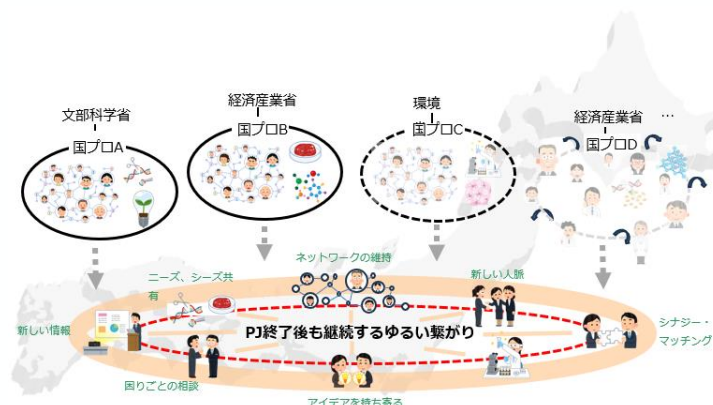 文部科学省
国プロA
経済産業省
国プロB
環境
国プロC
経済産業省 …
国プロD
ネットワークの維持
ニーズ、シーズ共
有
新しい人脈
新しい情報
PJ終了後も継続するゆるい繋がり
シナジー・
マッチング
困りごとの相談
アイデアを持ち寄る